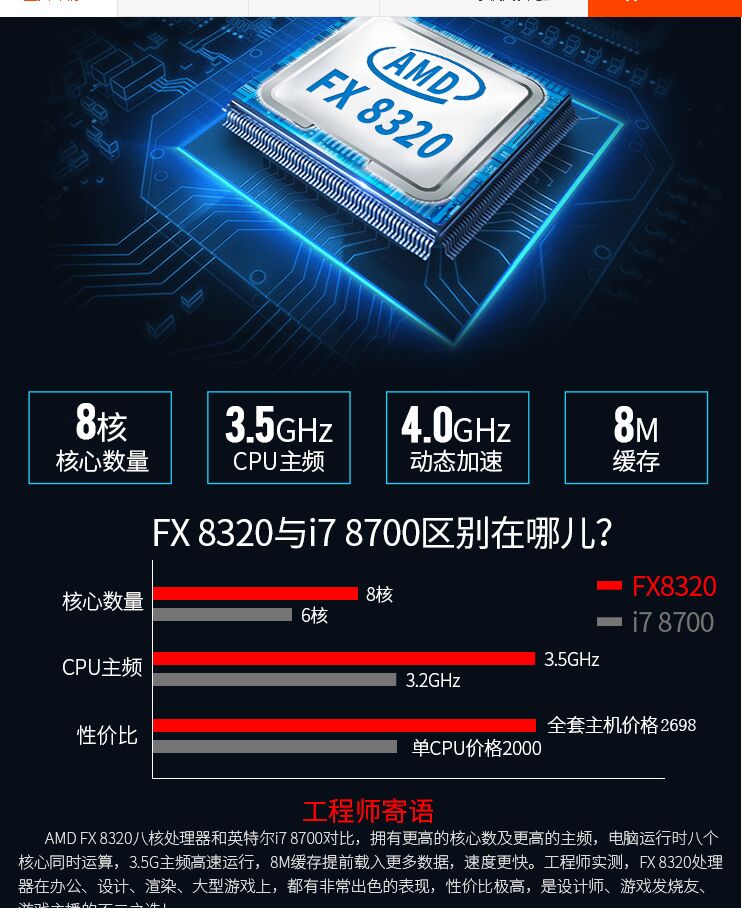 AMD
FX 8320
8核
核心数量
3.5GHz
CPU主频
4.0GHz
动态加速
8M
缓存
FX 8320与i7 8700区别在哪儿？
FX8320
i7 8700
核心数量
8核
6核
CPU主频
3.5GHz
3.2GHz
性价比
全套主机价格2698
单CPU价格2000
工程师寄语
AMD FX 8320八核处理器和英特尔i7 8700对比，拥有更高的核心数及更高的主频，电脑运行时八个
核心同时运算，3.5G主频高速运行，8M缓存提前载入更多数据，速度更快。工程师实测，FX 8320处理
器在办公、设计、渲染、大型游戏上，都有非常出色的表现，性价比极高，是设计师、游戏发烧友、